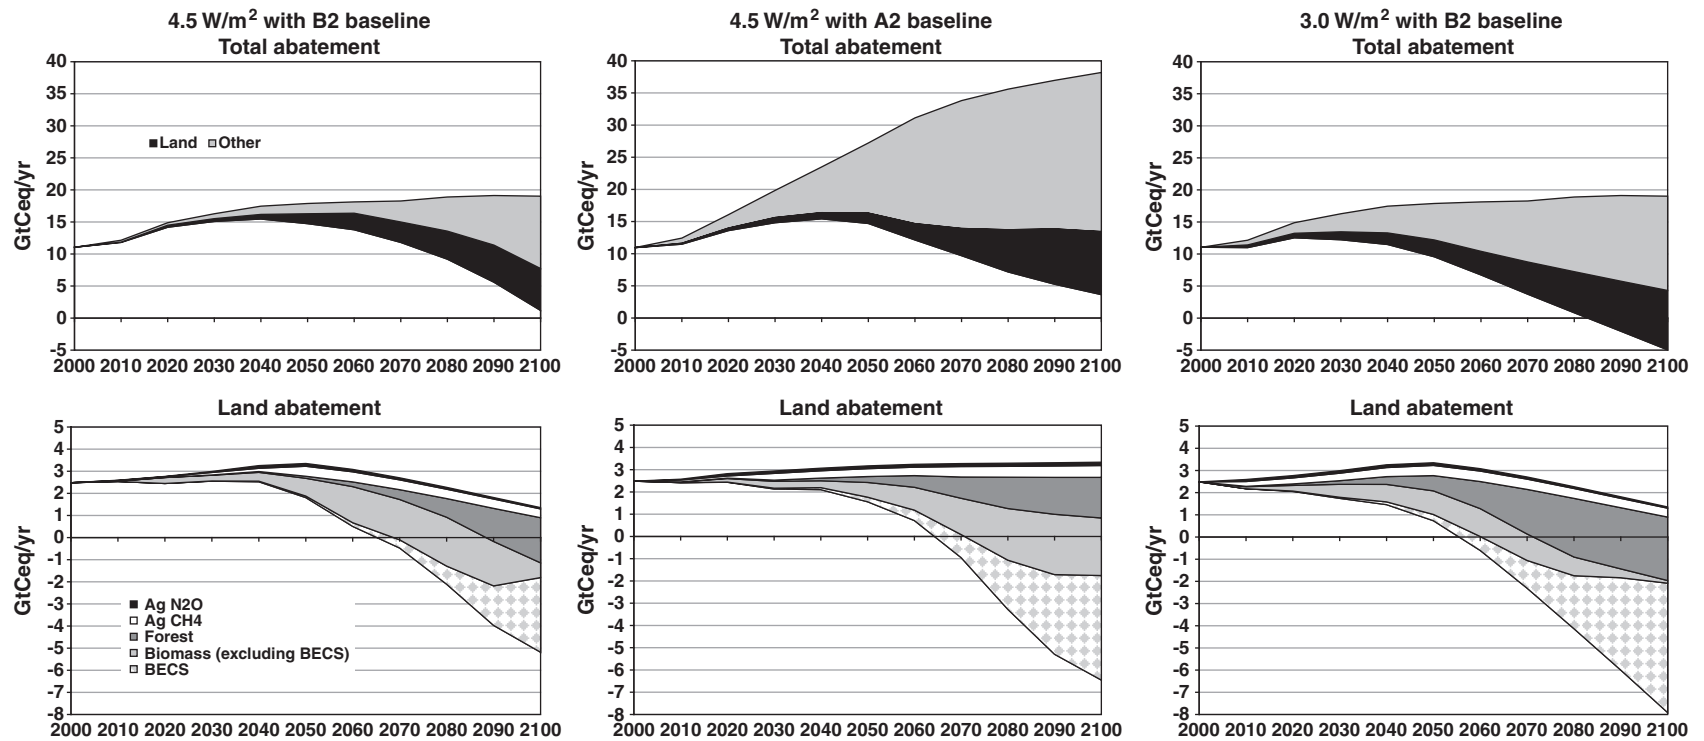 4.5 W/m2 with B2 baseline
Total abatement
GtCeq/yr
40
35
30
25
20
15
10
5
0
-5
Land Other
2000 2010 2020 2030 2040 2050 2060 2070 2080 2090 2100
4.5 W/m2 with A2 baseline
Total abatement
GtCeq/yr
40
35
30
25
20
15
10
5
0
-5
2000 2010 2020 2030 2040 2050 2060 2070 2080 2090 2100
3.0 W/m2 with B2 baseline
Total abatement
GtCeq/yr
40
35
30
25
20
15
10
5
0
-5
2000 2010 2020 2030 2040 2050 2060 2070 2080 2090 2100
Land abatement
GtCeq/yr
5
4
3
2
1
0
-1
-2
-3
-4
-5
-6
-7
-8
Ag N2O
Ag CH4
Forest
Biomass (excluding BECS)
BECS
2000 2010 2020 2030 2040 2050 2060 2070 2080 2090 2100
Land abatement
GtCeq/yr
5
4
3
2
1
0
-1
-2
-3
-4
-5
-6
-7
-8
2000 2010 2020 2030 2040 2050 2060 2070 2080 2090 2100
Land abatement
GtCeq/yr
5
4
3
2
1
0
-1
-2
-3
-4
-5
-6
-7
-8
2000 2010 2020 2030 2040 2050 2060 2070 2080 2090 2100